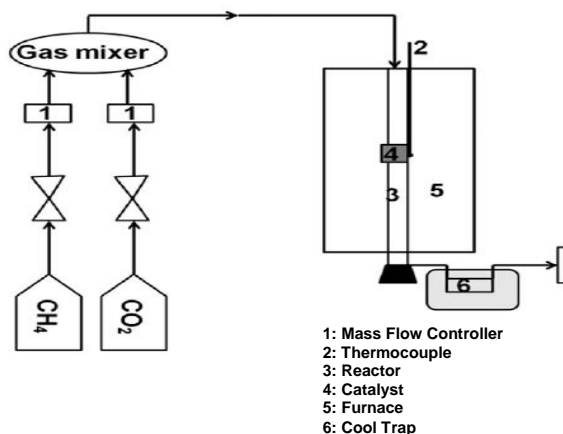 2
Gas mixer
1 1
4
3 5
6
CH4 CO2
1: Mass Flow Controller
2: Thermocouple
3: Reactor
4: Catalyst
5: Furnace
6: Cool Trap